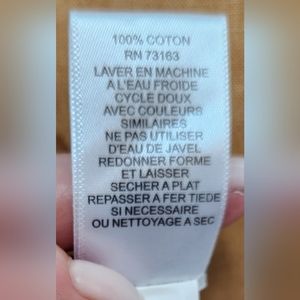 100% COTON
RN 73163
LAVER EN MACHINE
A L'EAU FROIDE
CYCLE DOUX
AVEC COULEURS
SIMILAIRES
NE PAS UTILISER
D'EAU DE JAVEL
REDONNER FORME
ET LAISSER
SECHER A PLAT
REPASSER A FER TIEDE
SI NECESSAIRE
OU NETTOYAGE A SEC